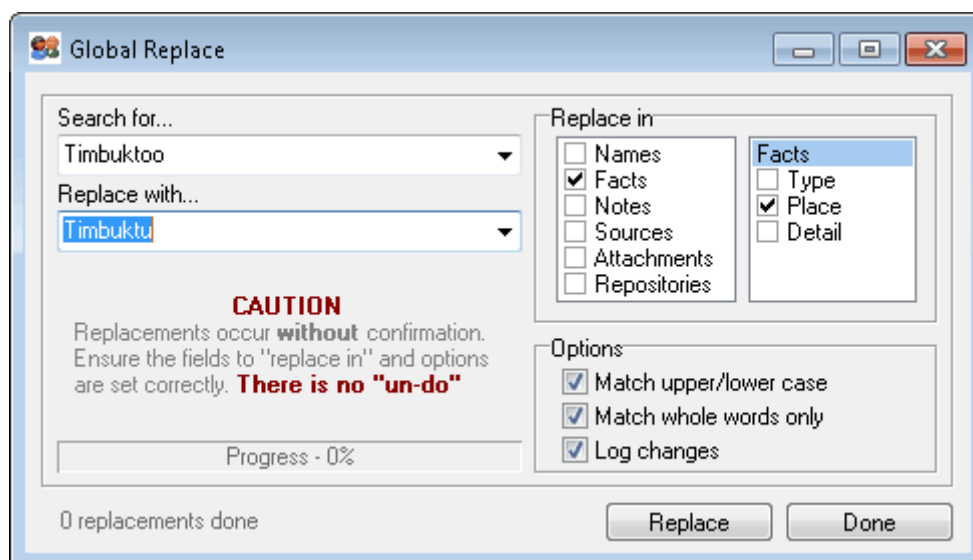 Global Replace
Search for...
Timbuktoo
Replace with...
Timbuktu
CAUTION
Replacements occur without confirmation.
Ensure the fields to "replace in" and options
are set correctly. There is no "un-do"
Progress - 0%
0 replacements done
Replace in
Names
Facts
Notes
Sources
Attachments
Repositories
Facts
Type
Place
Detail
Options
Match upper/lower case
Match whole words only
Log changes
Replace
Done